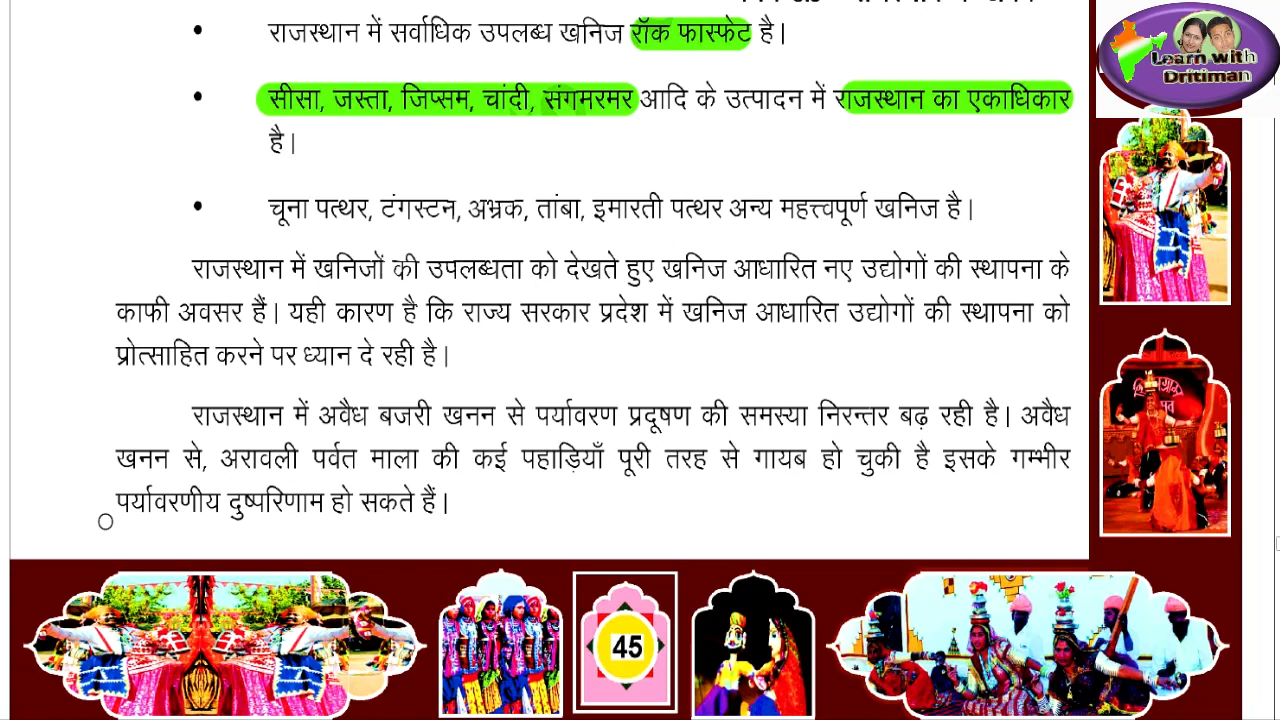 राजस्थान में सर्वाधिक उपलब्ध खनिज रॉक फास्फेट है।
सीसा, जस्ता, जिप्सम, चांदी, संगमरमर आदि के उत्पादन में राजस्थान का एकाधिकार
है।
चूना पत्थर, टंगस्टन, अभ्रक, तांबा, इमारती पत्थर अन्य महत्त्वपूर्ण खनिज है।
राजस्थान में खनिजों की उपलब्धता को देखते हुए खनिज आधारित नए उद्योगों की स्थापना के
काफी अवसर हैं। यही कारण है कि राज्य सरकार प्रदेश में खनिज आधारित उद्योगों की स्थापना को
प्रोत्साहित करने पर ध्यान दे रही है।
राजस्थान में अवैध बजरी खनन से पर्यावरण प्रदूषण की समस्या निरन्तर बढ़ रही है। अवैध
खनन से, अरावली पर्वत माला की कई पहाड़ियाँ पूरी तरह से गायब हो चुकी है इसके गम्भीर
पर्यावरणीय दुष्परिणाम हो सकते हैं।
45
Learn with
Dritiman